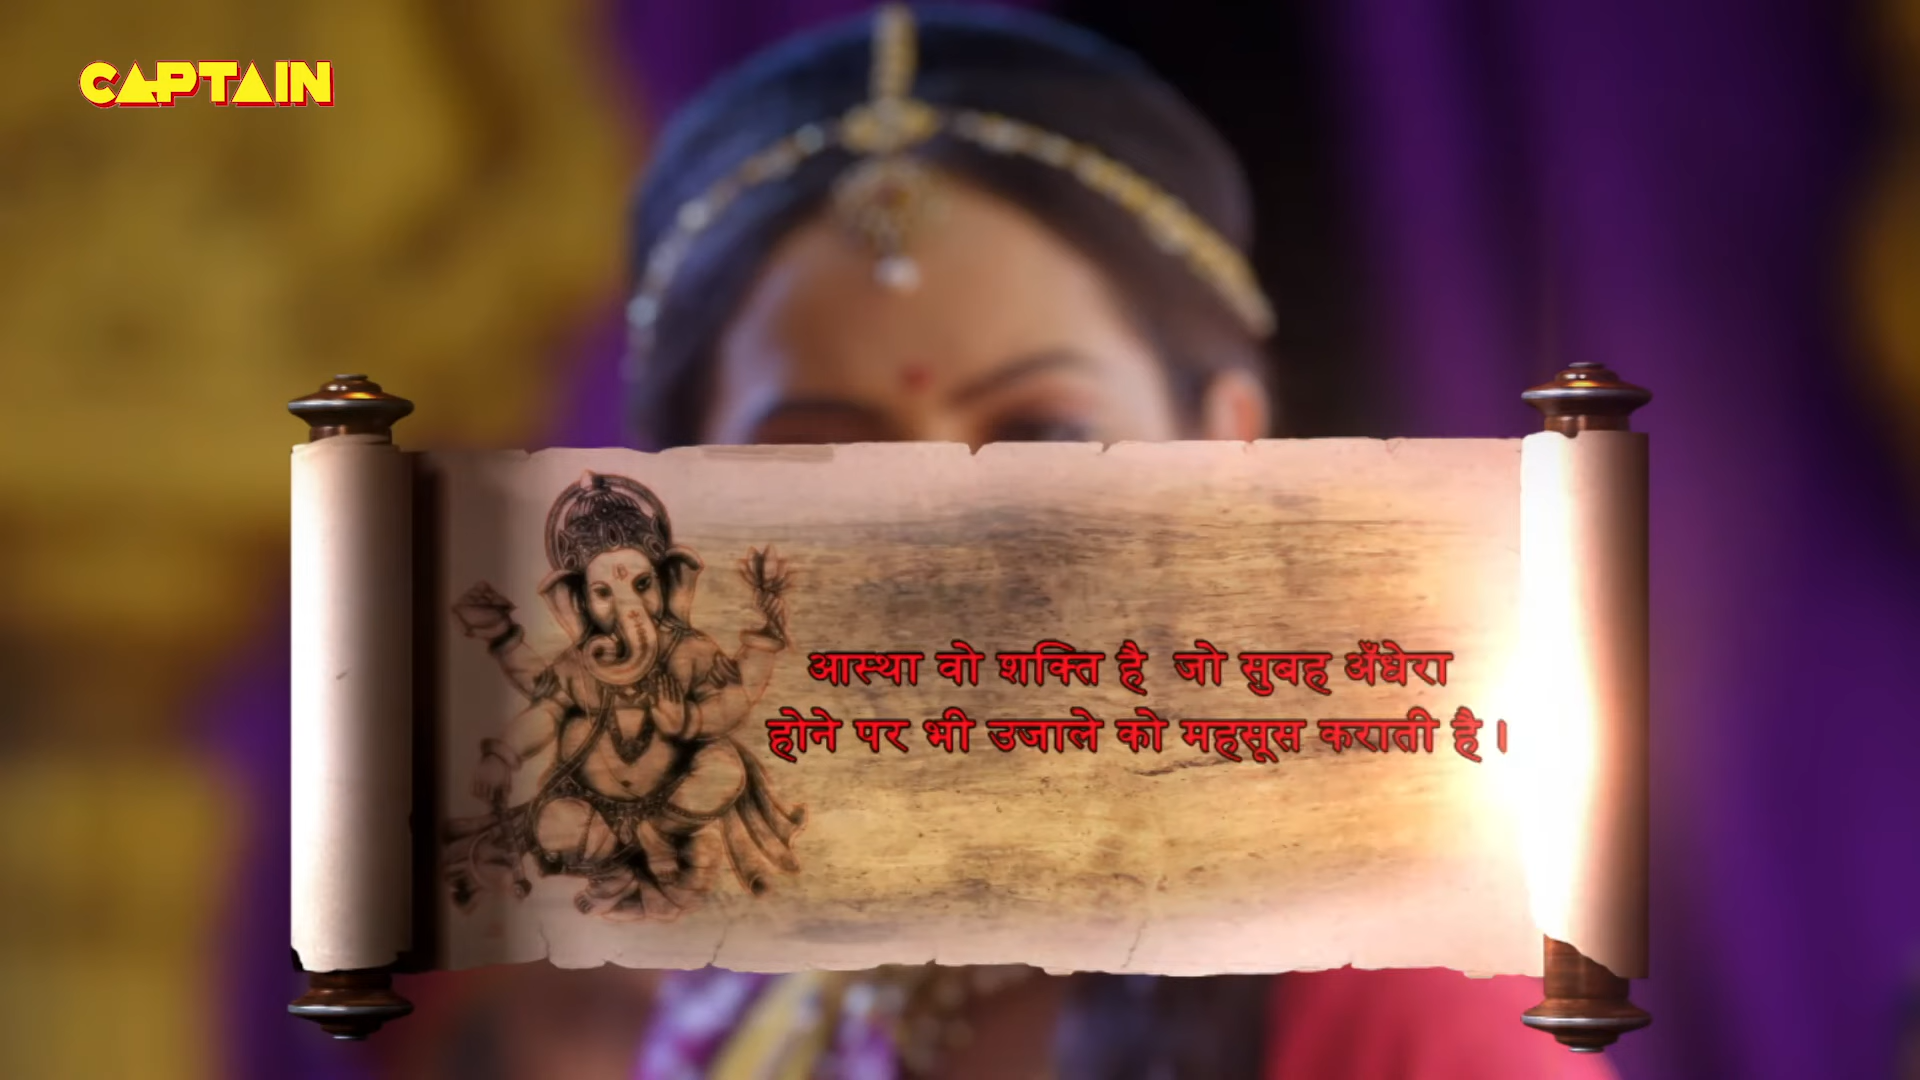 CAPTAIN
आस्था वो शक्ति है जो सुबह अँधेरा
होने पर भी उजाले को महसूस कराती है।